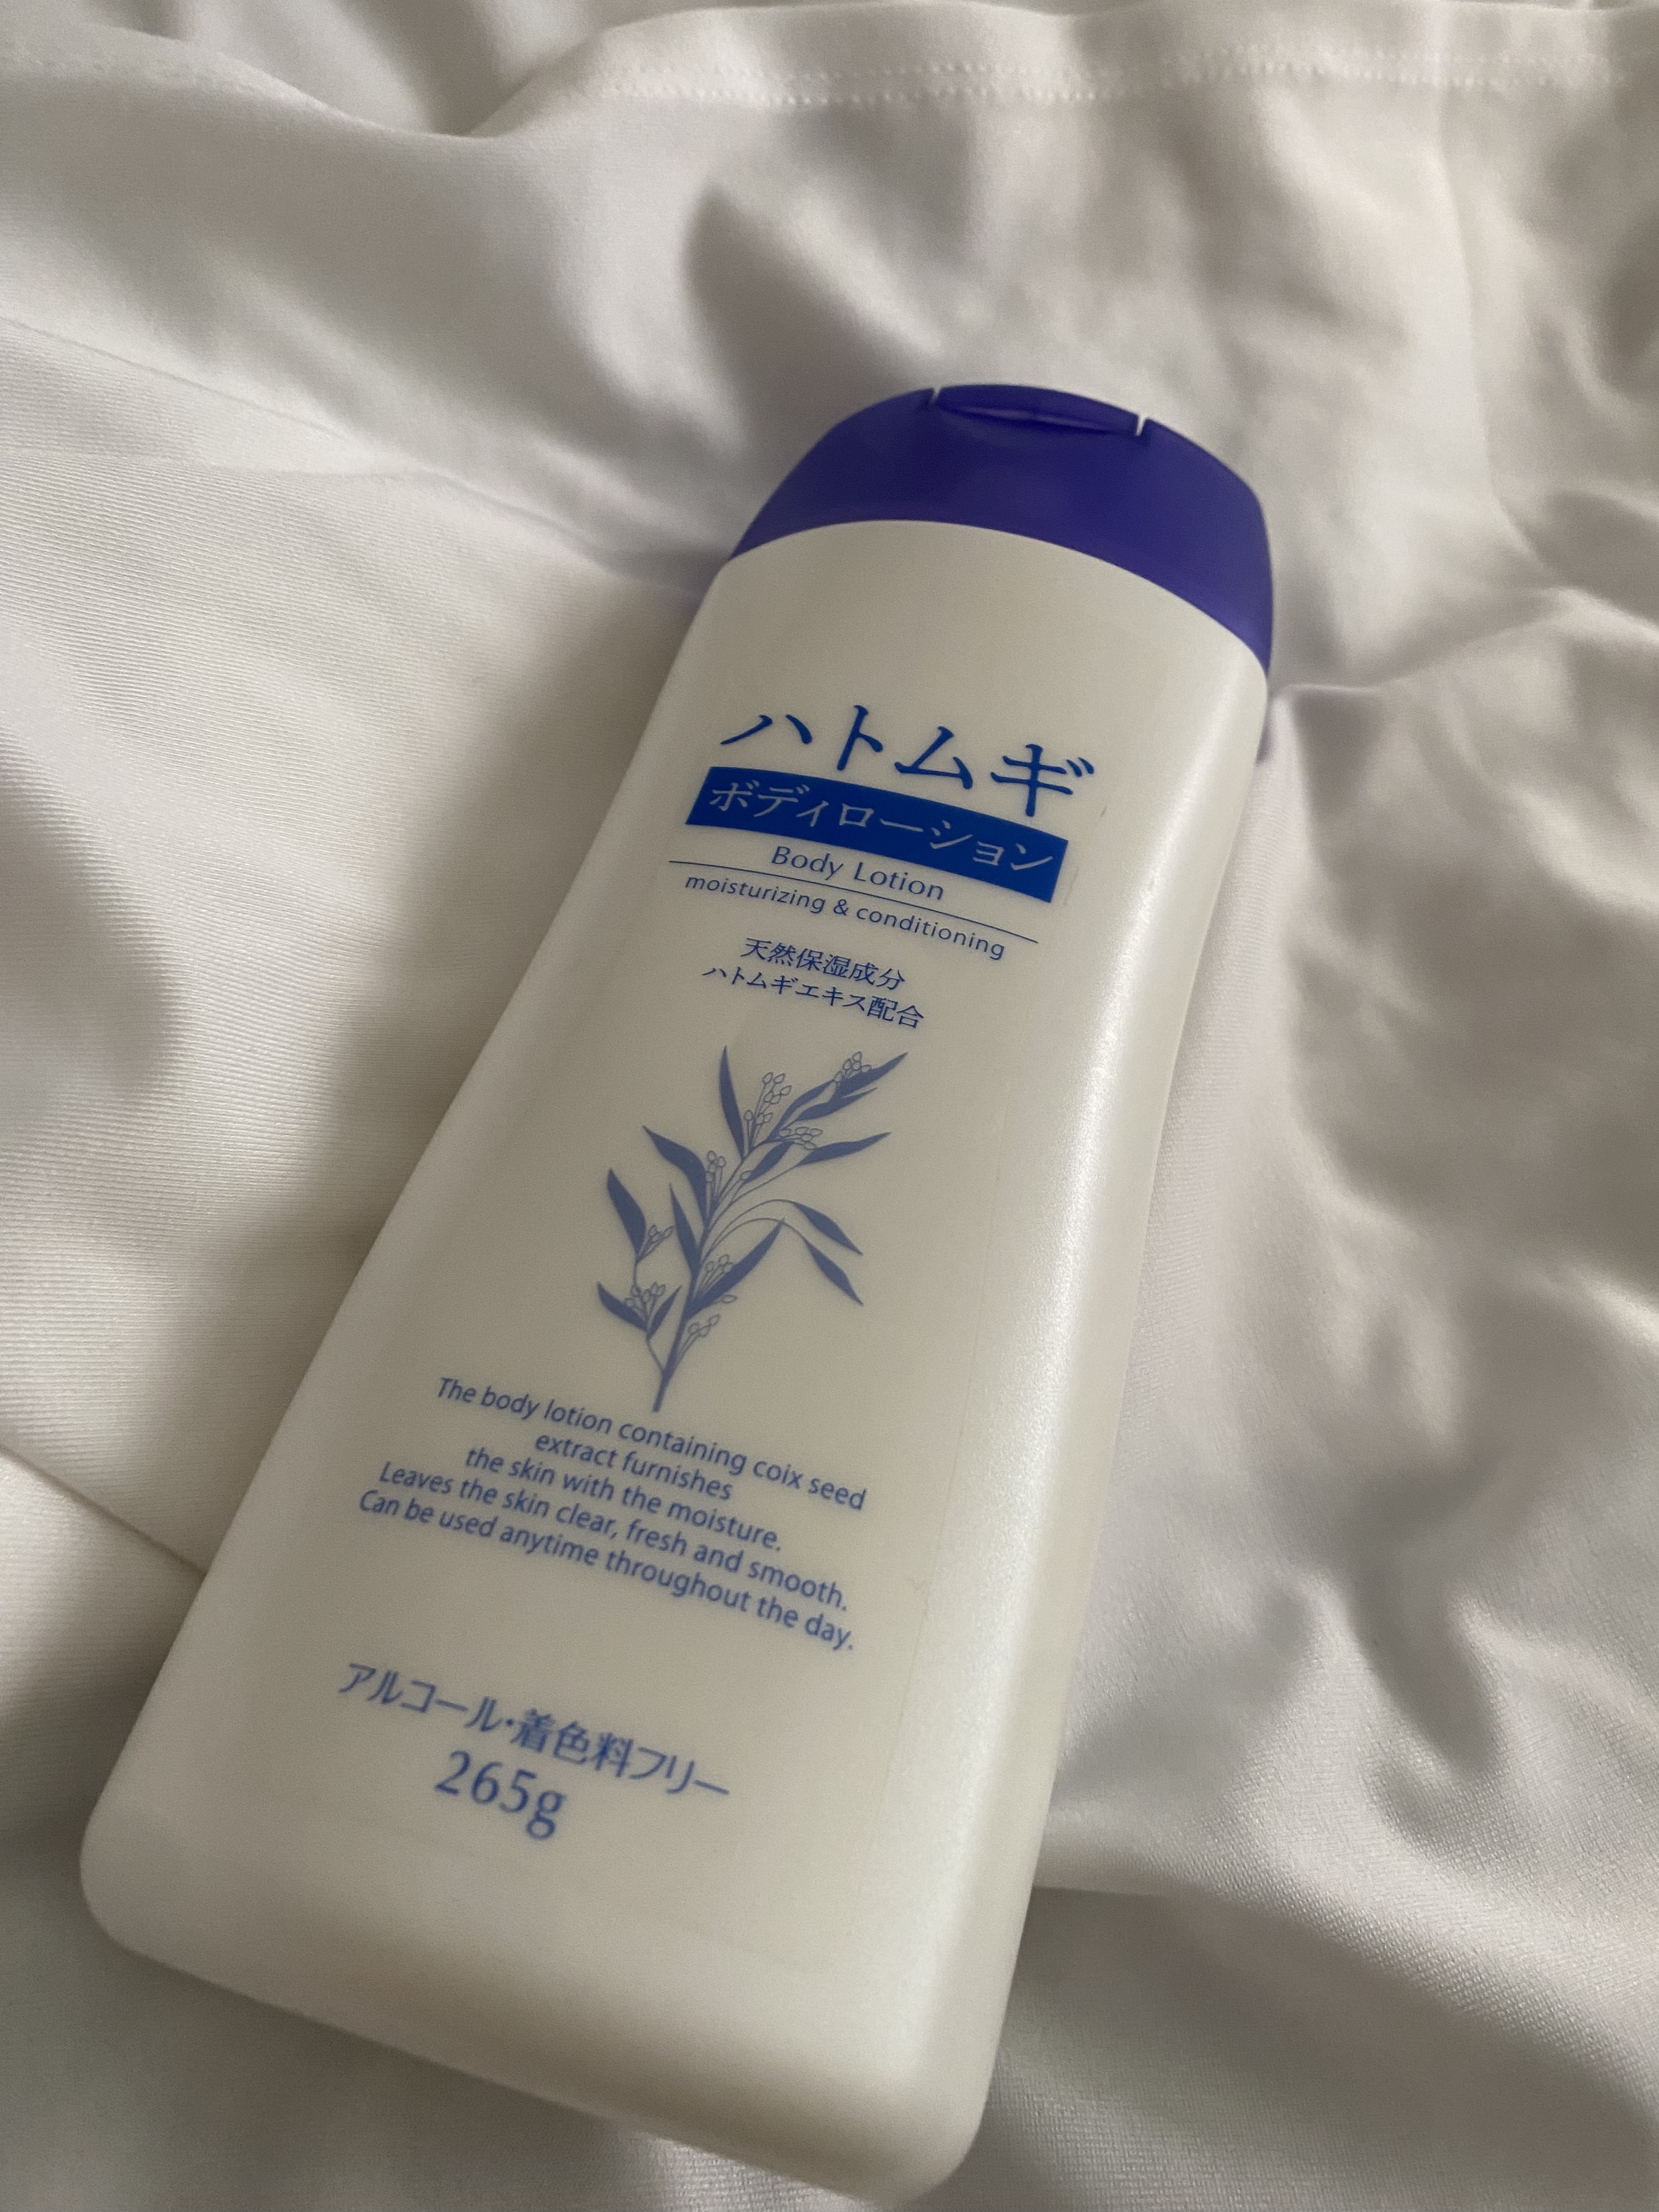 ハトムギ
ボディローション
Body Lotion
moisturizing & conditioning
天然保湿成分
ハトムギエキス配合
The body lotion containing coix seed
extract furnishes
the skin with the moisture.
Leaves the skin clear, fresh and smooth.
Can be used anytime throughout the day.
アルコール・着色料フリー
265g